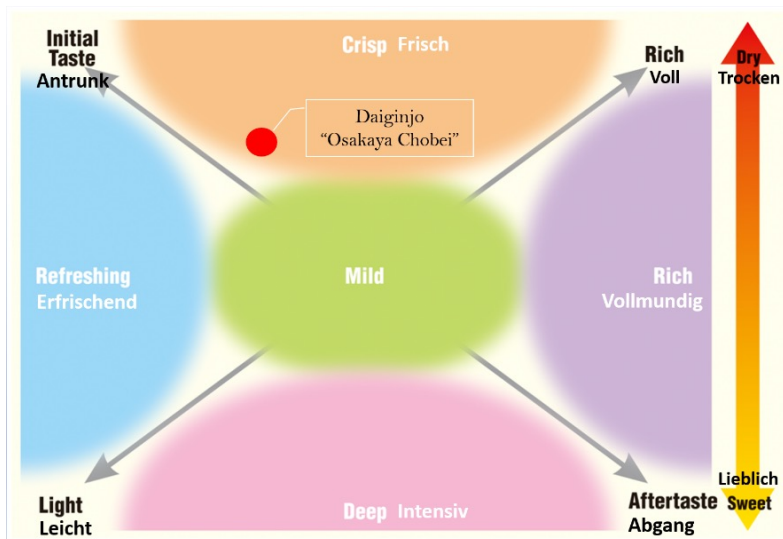 Initial
Taste
Antrunk
Crisp Frisch
Rich
Voll
Dry
Trocken
Daiginjo
“Osakaya Chobei”
Refreshing
Erfrischend
Mild
Rich
Vollmundig
Light
Leicht
Deep Intensiv
Aftertaste
Abgang
Lieblich
Sweet